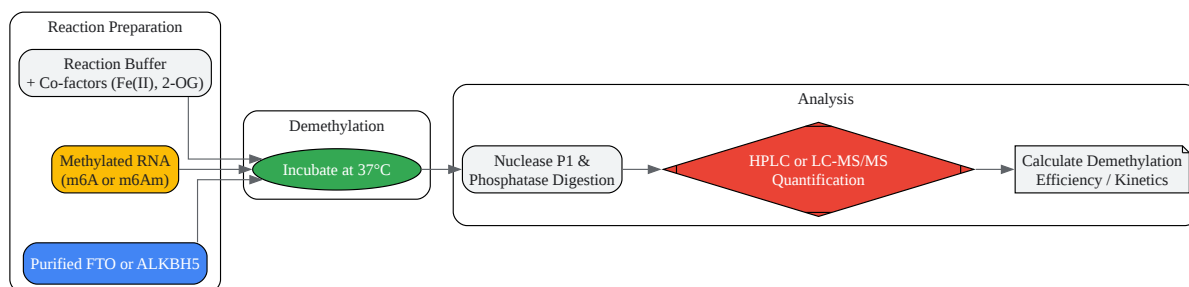 Reaction Preparation
Reaction Buffer
+ Co-factors (Fe(II), 2-OG)
Methylated RNA
(m6A or m6Am)
Purified FTO or ALKBH5
Demethylation
Incubate at 37°C
Analysis
Nuclease P1 &
Phosphatase Digestion
HPLC or LC-MS/MS
Quantification
Calculate Demethylation
Efficiency / Kinetics